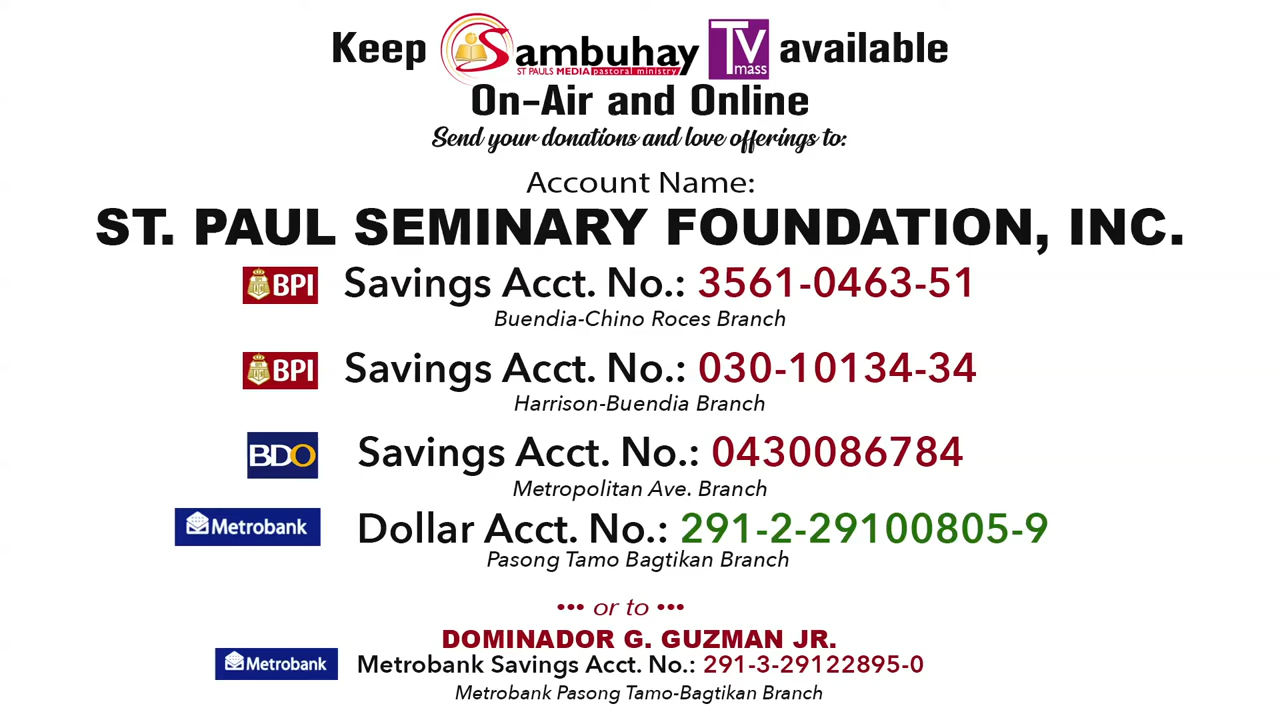 Keep Sambuhay TV mass available
ST PAULS MEDIA pastoral ministry
On-Air and Online
Send your donations and love offerings to:
Account Name:
ST. PAUL SEMINARY FOUNDATION, INC.
BPI Savings Acct. No.: 3561-0463-51
Buendia-Chino Roces Branch
BPI Savings Acct. No.: 030-10134-34
Harrison-Buendia Branch
BDO Savings Acct. No.: 0430086784
Metropolitan Ave. Branch
Metrobank Dollar Acct. No.: 291-2-29100805-9
Pasong Tamo Bagtikan Branch
••• or to •••
DOMINADOR G. GUZMAN JR.
Metrobank Metrobank Savings Acct. No.: 291-3-29122895-0
Metrobank Pasong Tamo-Bagtikan Branch